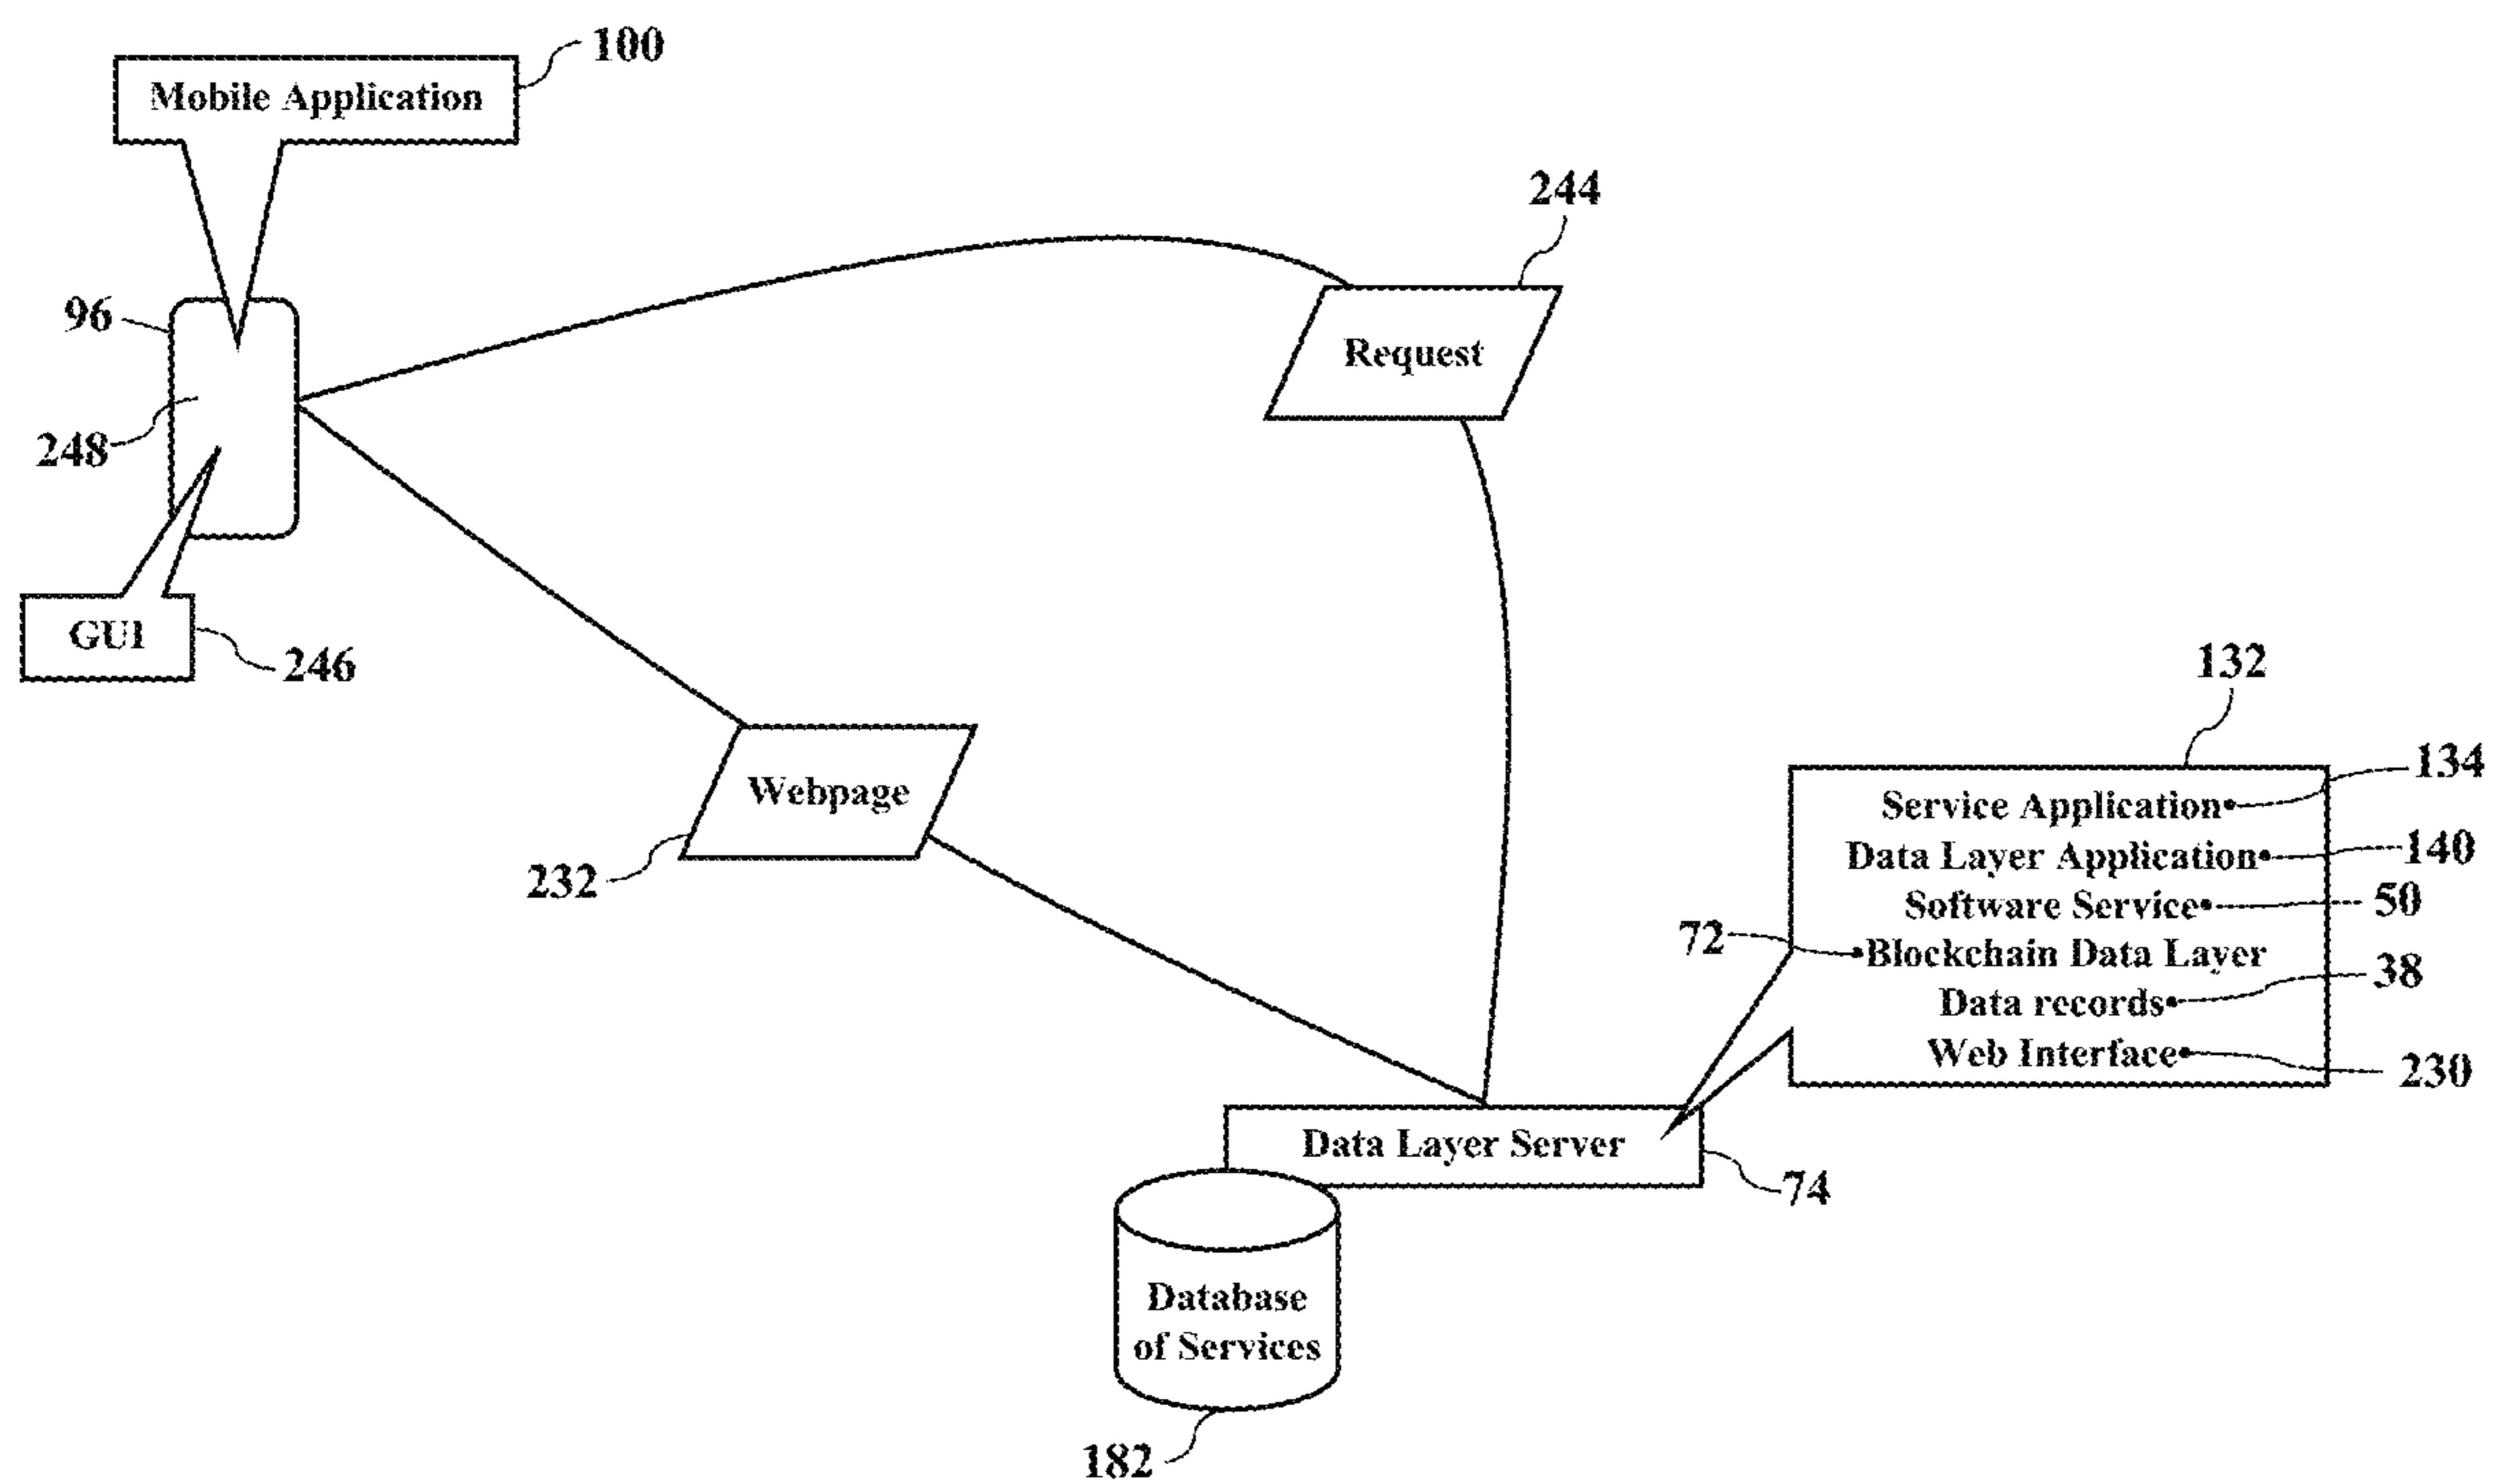 100
Mobile Application
244
96
Request
248
GUI
246
132
134
Service Application
Webpage
140
Data Layer Application
232
50
Software Service
72
Blockchain Data Layer
38
Data records
Web Interface
230
Data Layer Server
74
Database
of Services
182